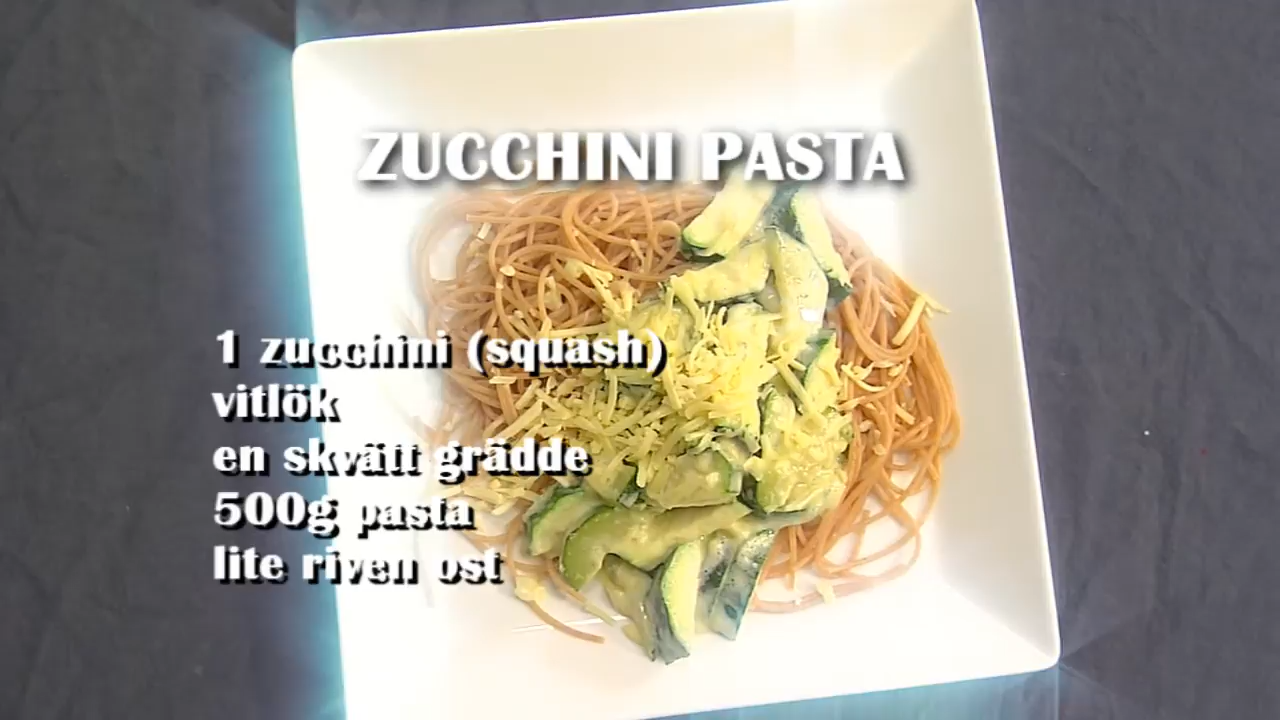 ZUCCHINI PASTA
1 zucchini (squash)
vitlök
en skvätt grädde
500g pasta
lite riven ost